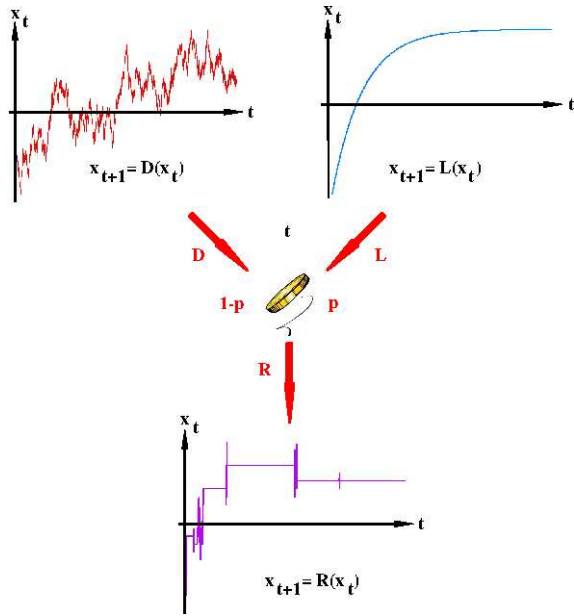 x_t
t
x_{t+1} = D(x_t)
x_t
t
x_{t+1} = L(x_t)
D
t
L
1-p
p
R
x_t
t
x_{t+1} = R(x_t)